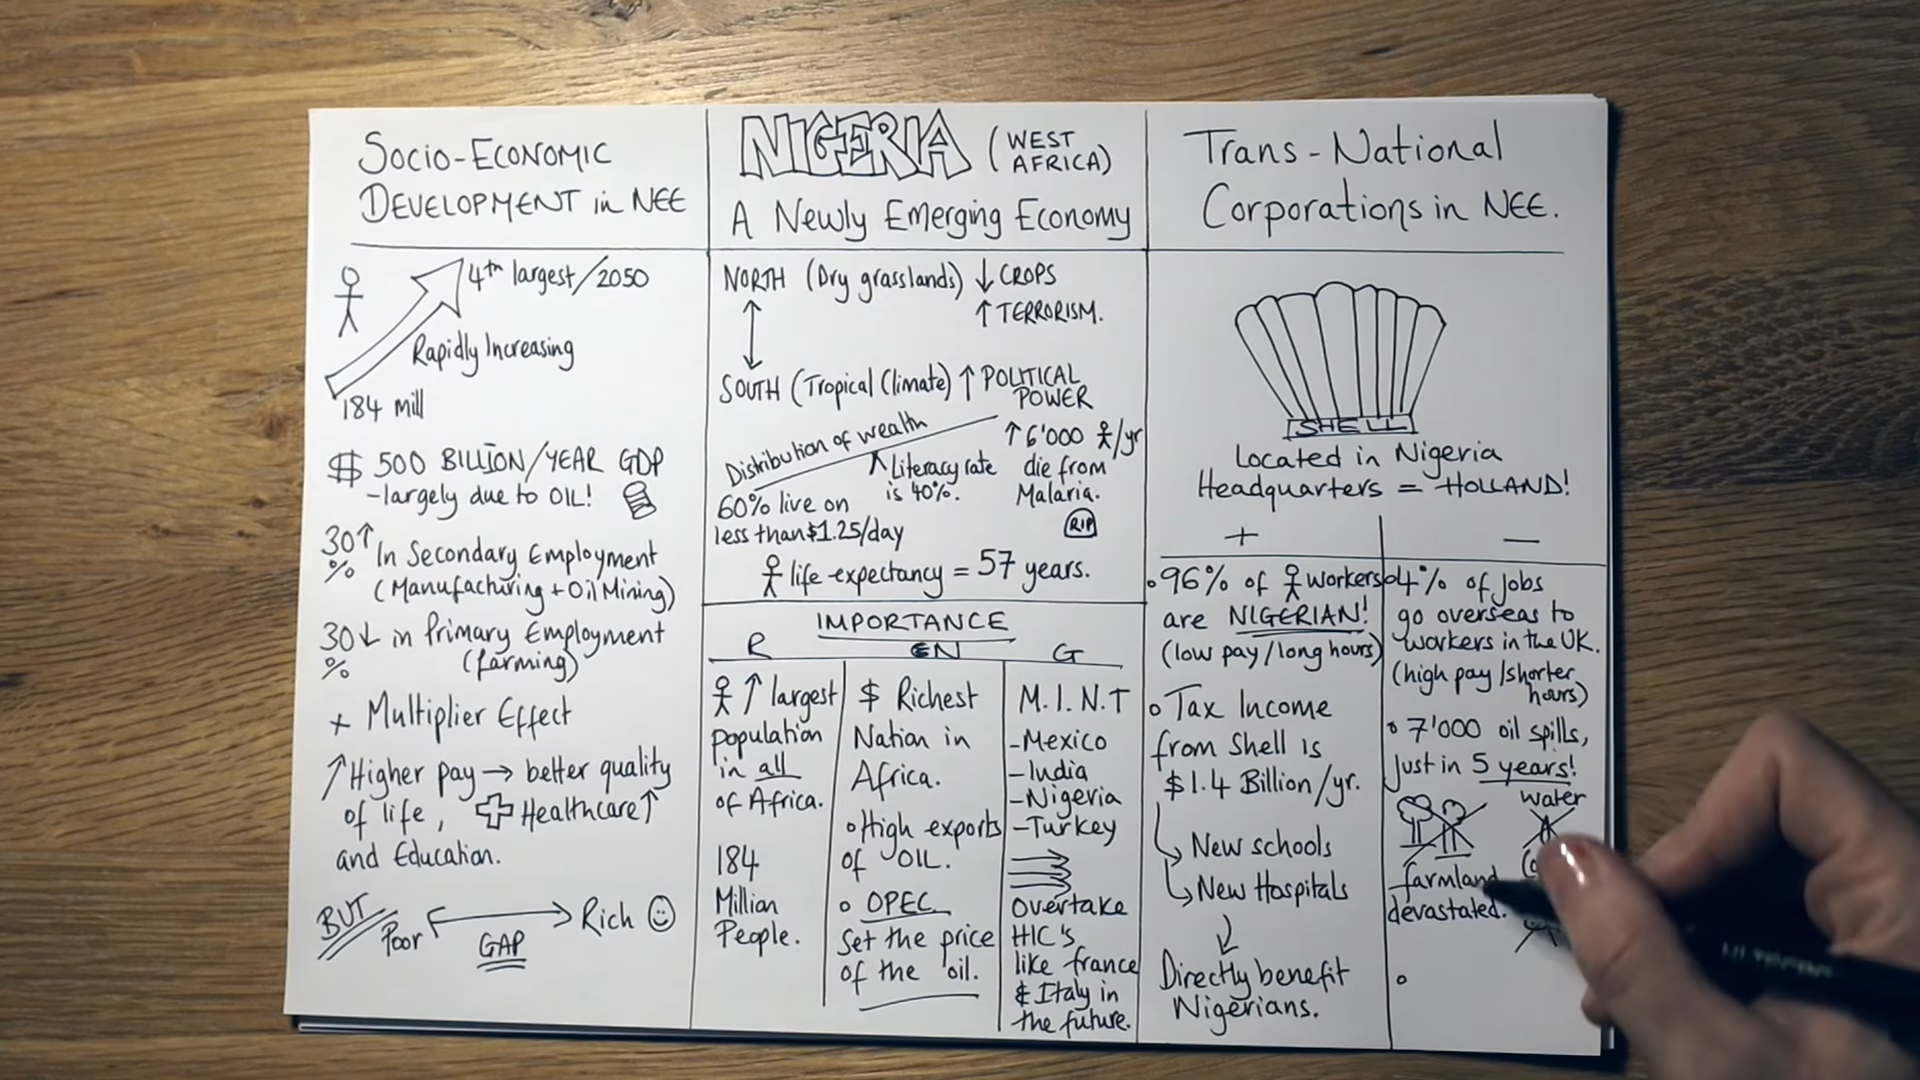 SOCIO-ECONOMIC
DEVELOPMENT in NEE
4th largest/2050
Rapidly Increasing
184 mill
$ 500 BILLION/YEAR GDP
-largely due to OIL!
30↑
% In Secondary Employment
(Manufacturing + Oil Mining)
30↓ in Primary Employment
% (farming)
+ Multiplier Effect
↑Higher pay → better quality
of life, Healthcare↑
and Education.
BUT
Poor Rich
GAP
NIGERIA (WEST
AFRICA)
A Newly Emerging Economy
NORTH (Dry grasslands) ↓ CROPS
↑ TERRORISM.
SOUTH (Tropical Climate) ↑ POLITICAL
POWER
Distribution of wealth
Literacy rate
is 40%.
↑6'000 /yr
die from
Malaria.
RIP
60% live on
less than $1.25/day
life expectancy = 57 years.
IMPORTANCE
R
↑ largest
population
in all
of Africa.
184
Million
People.
EN
$ Richest
Nation in
Africa.
o High exports
of OIL.
o OPEC
Set the price
of the oil.
G
M.I.N.T
-Mexico
-India
-Nigeria
-Turkey
Overtake
HIC's
like france
& Italy in
the future.
Trans-National
Corporations in NEE.
SHELL
Located in Nigeria
Headquarters = HOLLAND!
+
o 96% of workers
are NIGERIAN!
(low pay/long hours)
o Tax Income
from Shell is
$1.4 Billion/yr.
New schools
New Hospitals
Directly benefit
Nigerians.
—
o 4% of jobs
go overseas to
workers in the UK.
(high pay/shorter
hours)
o 7'000 oil spills,
Just in 5 years!
water
farmland
devastated.
o